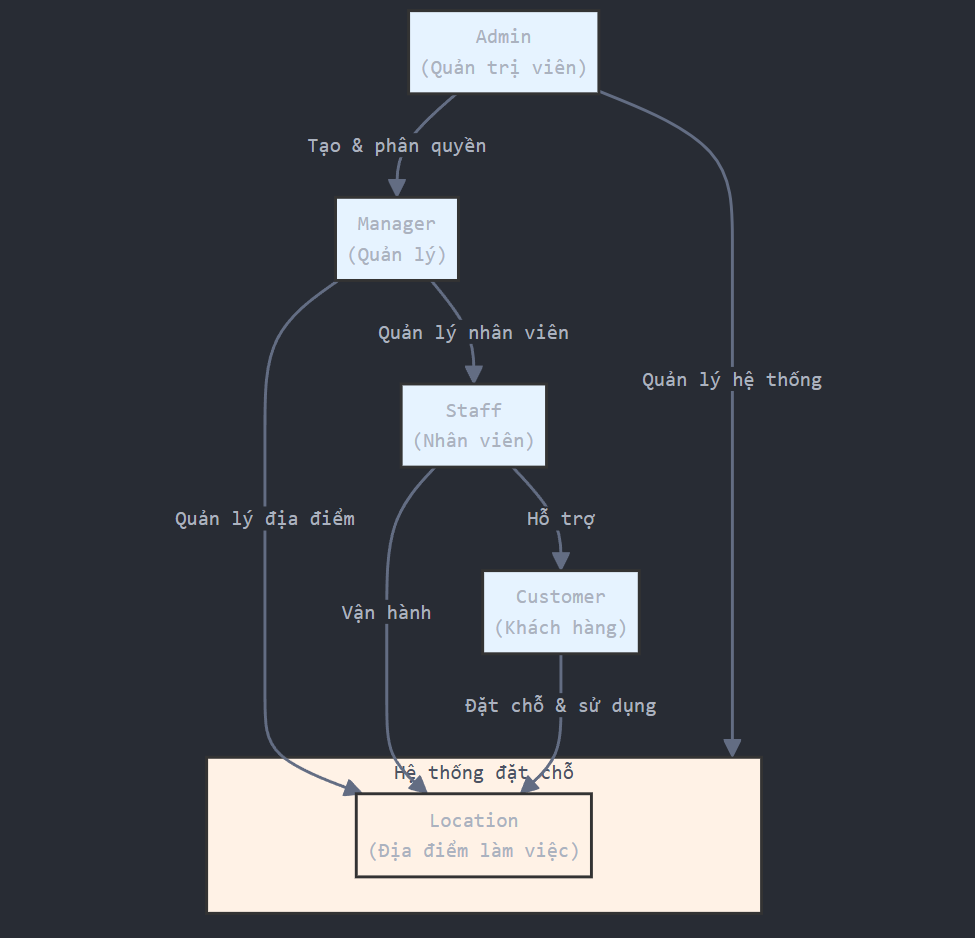 Admin
(Quản trị viên)
Tạo & phân quyền
Manager
(Quản lý)
Quản lý nhân viên
Quản lý hệ thống
Staff
(Nhân viên)
Quản lý địa điểm
Hỗ trợ
Customer
(Khách hàng)
Vận hành
Đặt chỗ & sử dụng
Hệ thống đặt chỗ
Location
(Địa điểm làm việc)